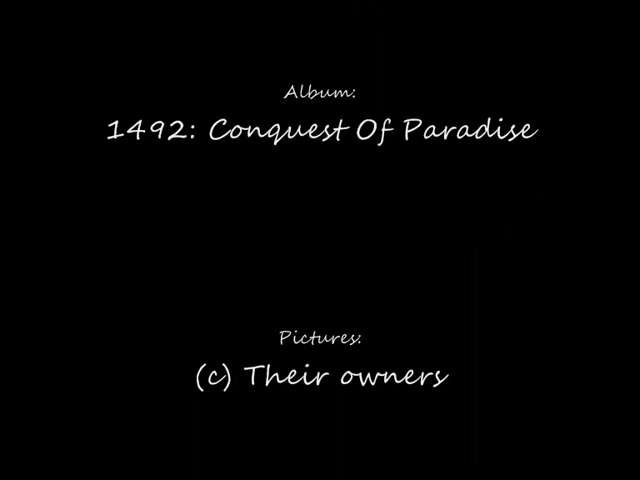 Album:
1492: Conquest Of Paradise
Pictures:
(c) Their owners